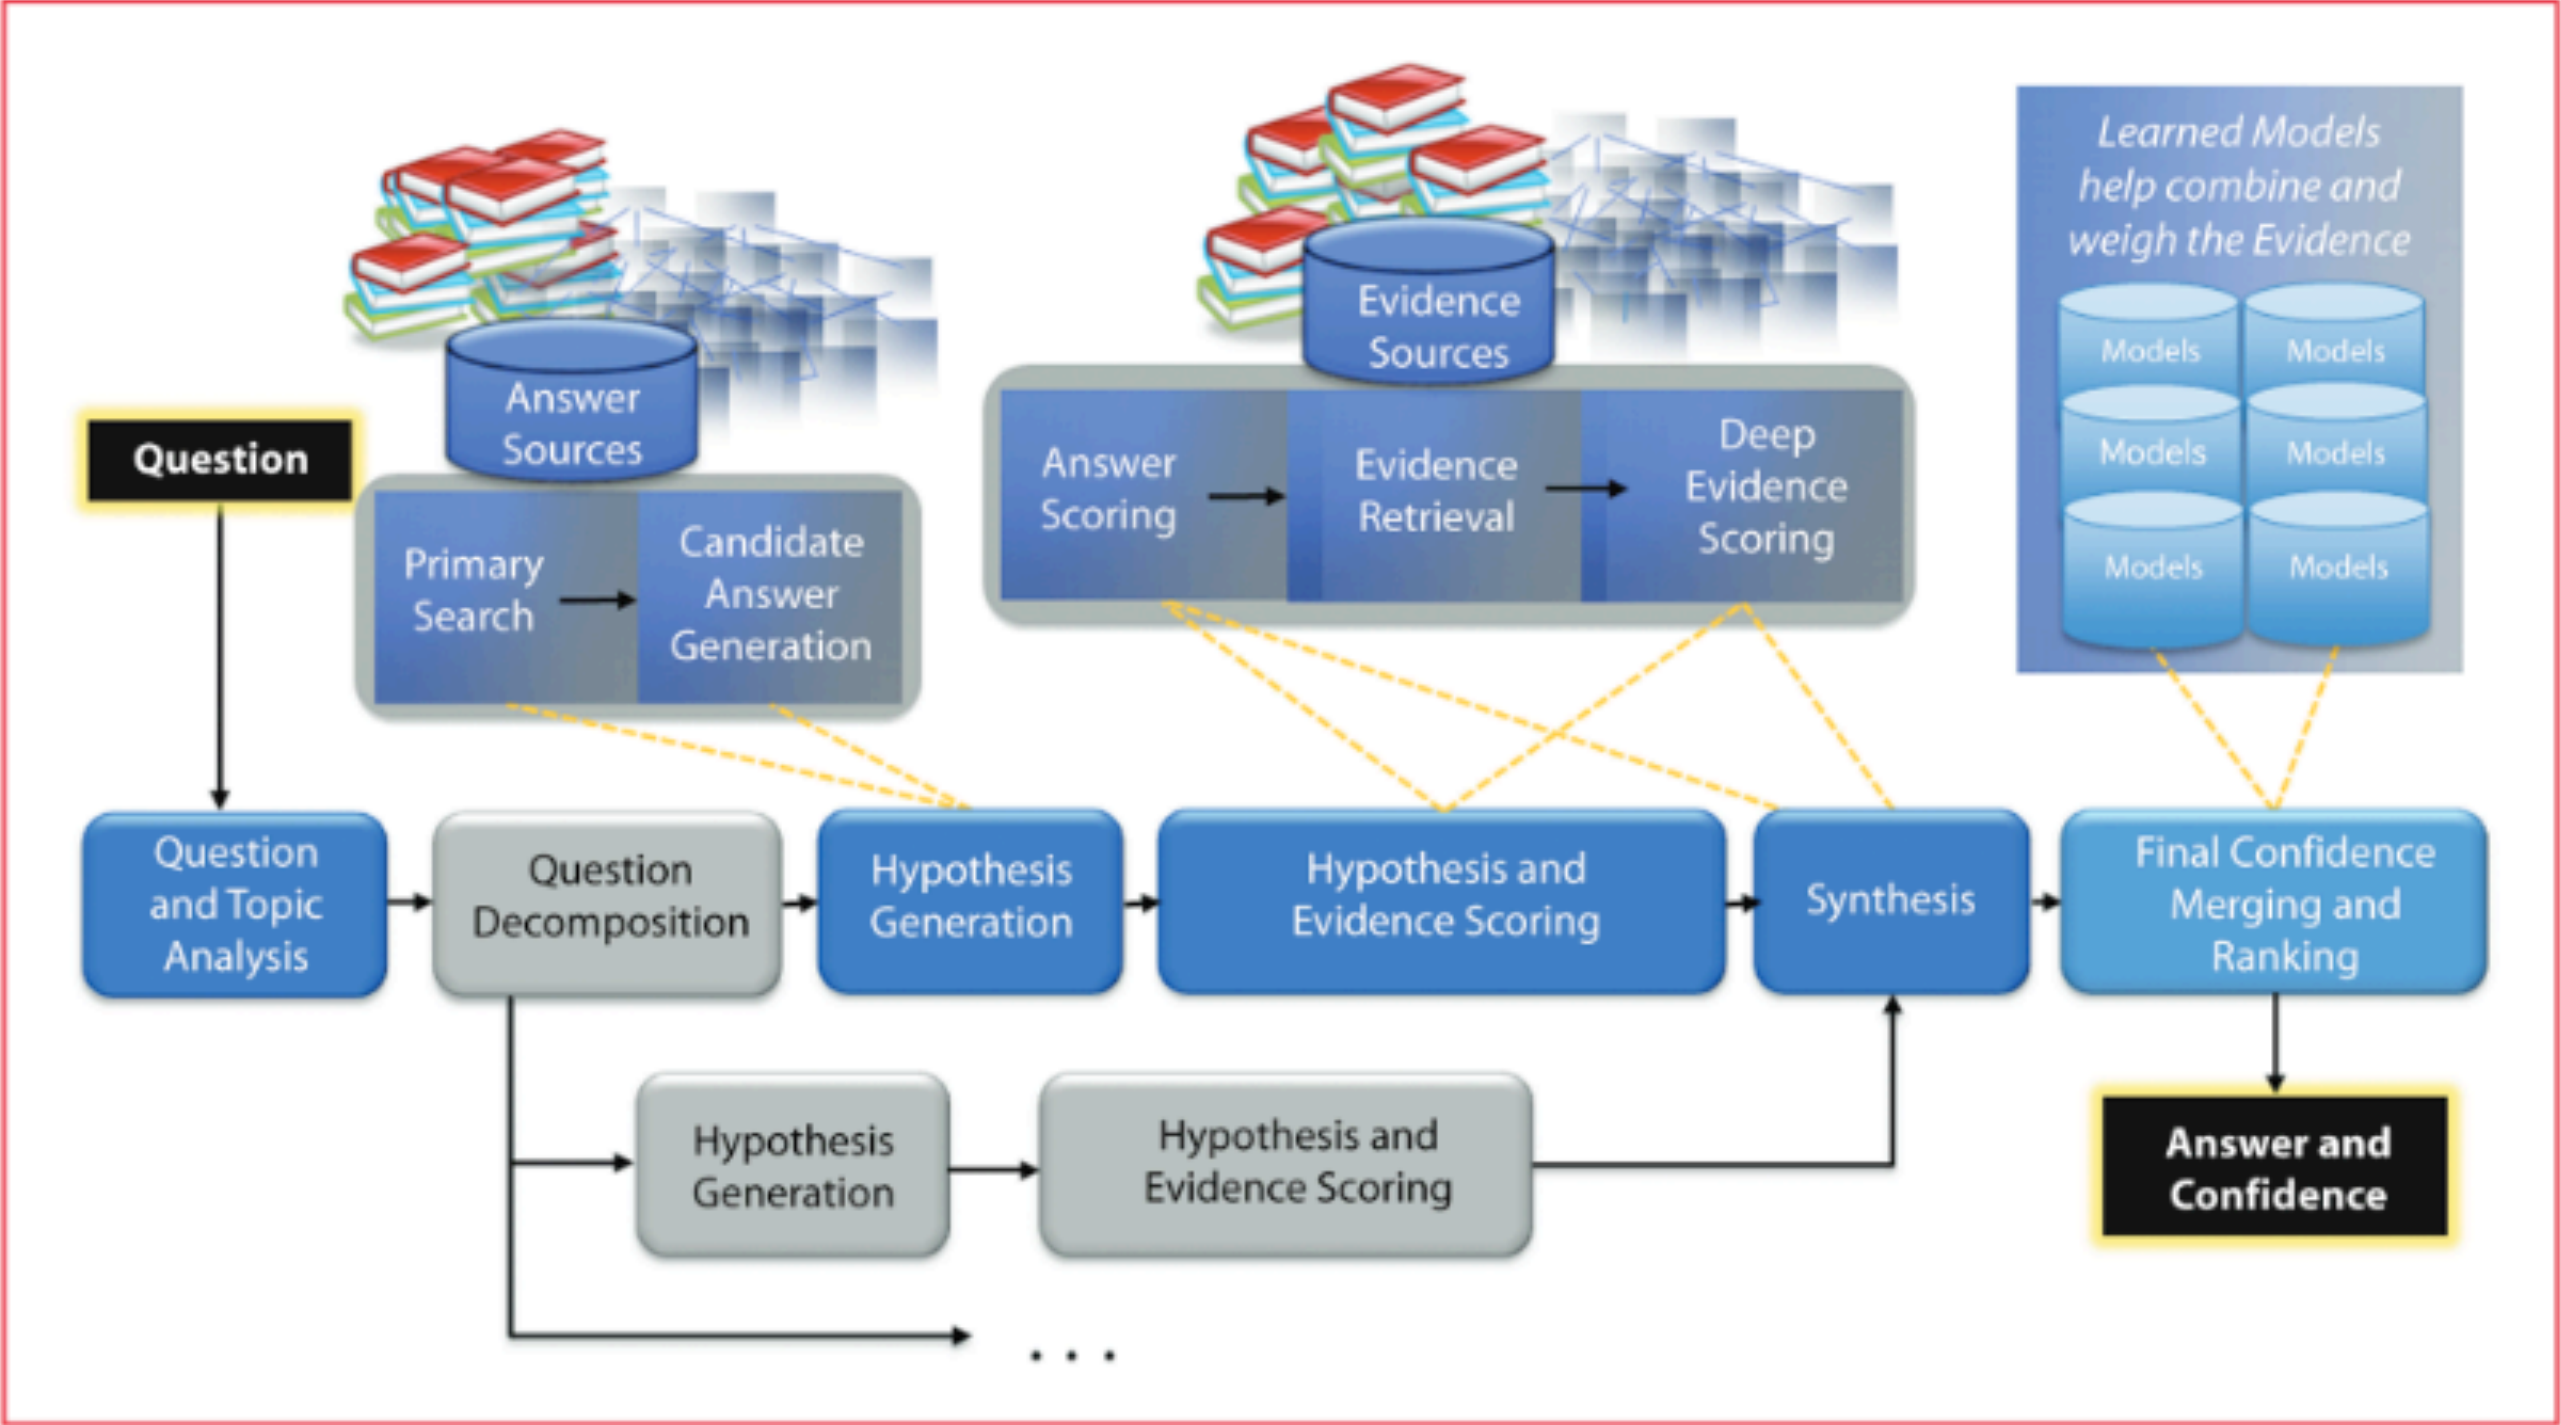 Learned Models
help combine and
weigh the Evidence
Evidence
Sources
Models
Models
Answer
Sources
Question
Answer
Scoring
Evidence
Retrieval
Deep
Evidence
Scoring
Models
Models
Primary
Search
Candidate
Answer
Generation
Models
Models
Question
and Topic
Analysis
Question
Decomposition
Hypothesis
Generation
Hypothesis and
Evidence Scoring
Synthesis
Final Confidence
Merging and
Ranking
Hypothesis
Generation
Hypothesis and
Evidence Scoring
Answer and
Confidence
. . .